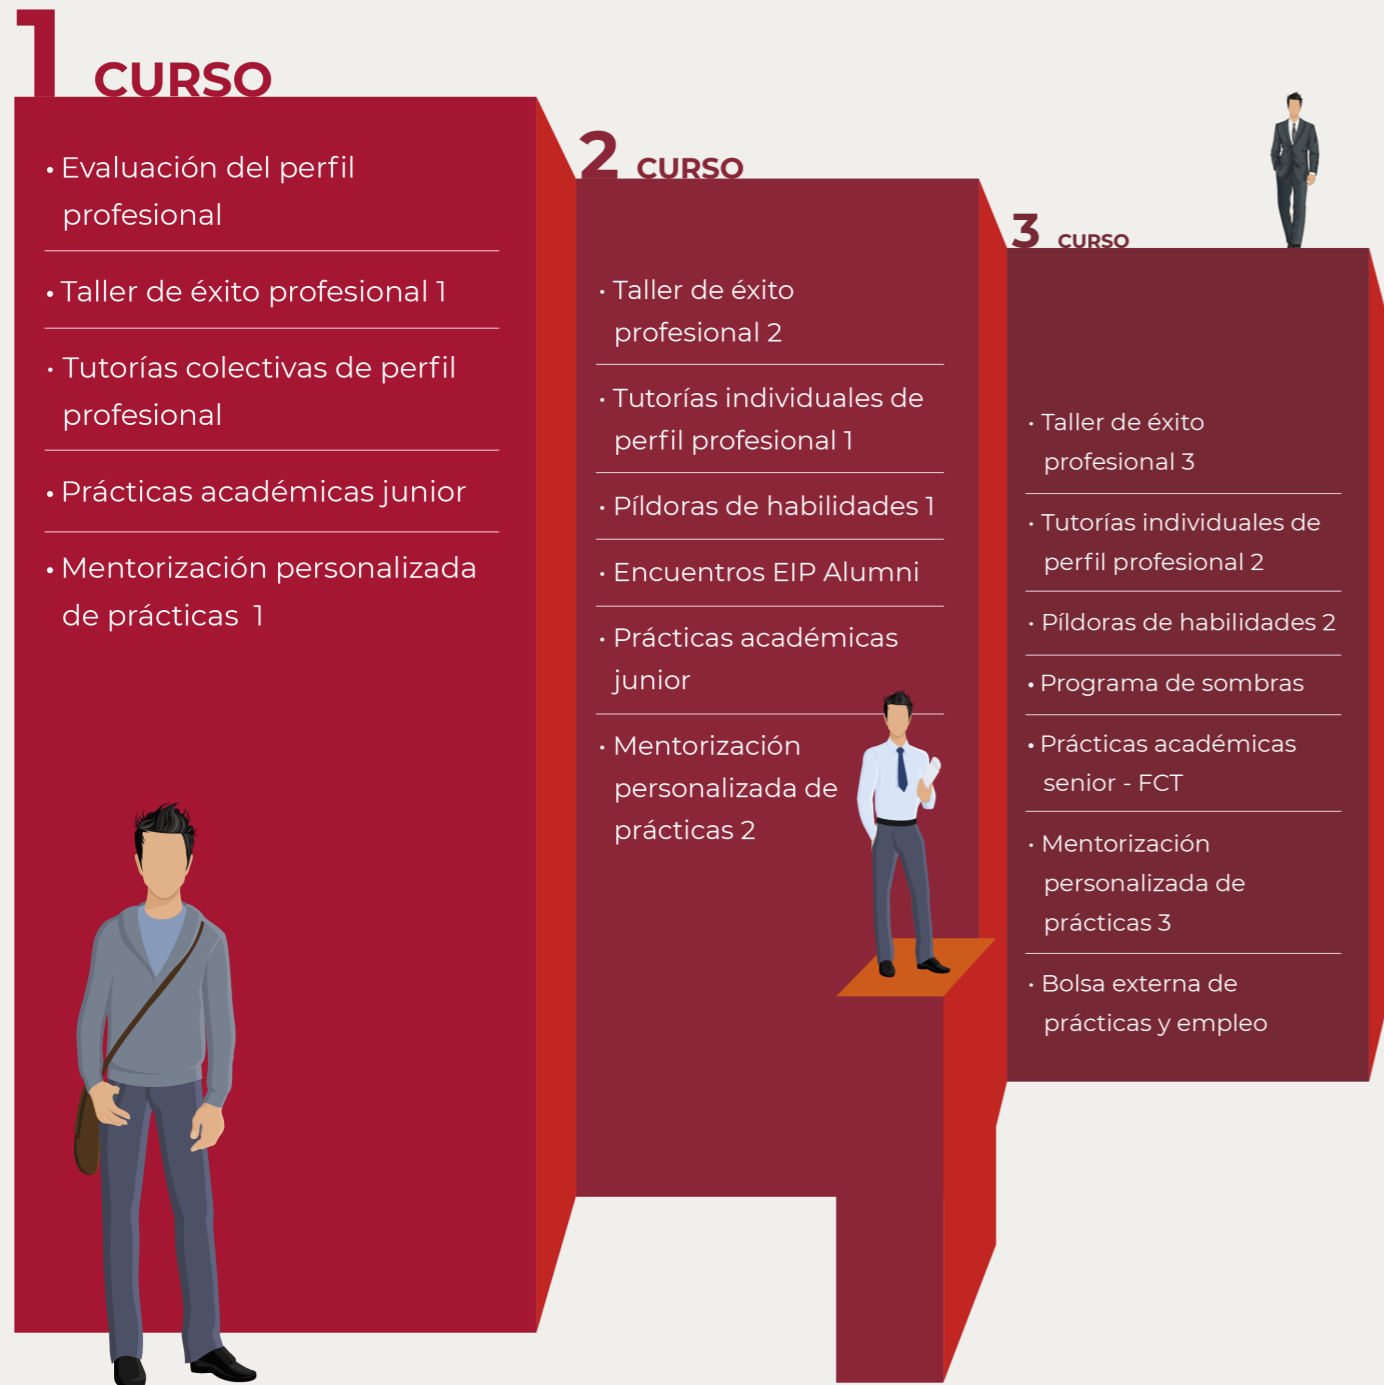 1 CURSO
• Evaluación del perfil
profesional
• Taller de éxito profesional 1
• Tutorías colectivas de perfil
profesional
• Prácticas académicas junior
• Mentorización personalizada
de prácticas 1
2 CURSO
• Taller de éxito
profesional 2
• Tutorías individuales de
perfil profesional 1
• Píldoras de habilidades 1
• Encuentros EIP Alumni
• Prácticas académicas
junior
• Mentorización
personalizada de
prácticas 2
3 CURSO
• Taller de éxito
profesional 3
• Tutorías individuales de
perfil profesional 2
• Píldoras de habilidades 2
• Programa de sombras
• Prácticas académicas
senior - FCT
• Mentorización
personalizada de
prácticas 3
• Bolsa externa de
prácticas y empleo